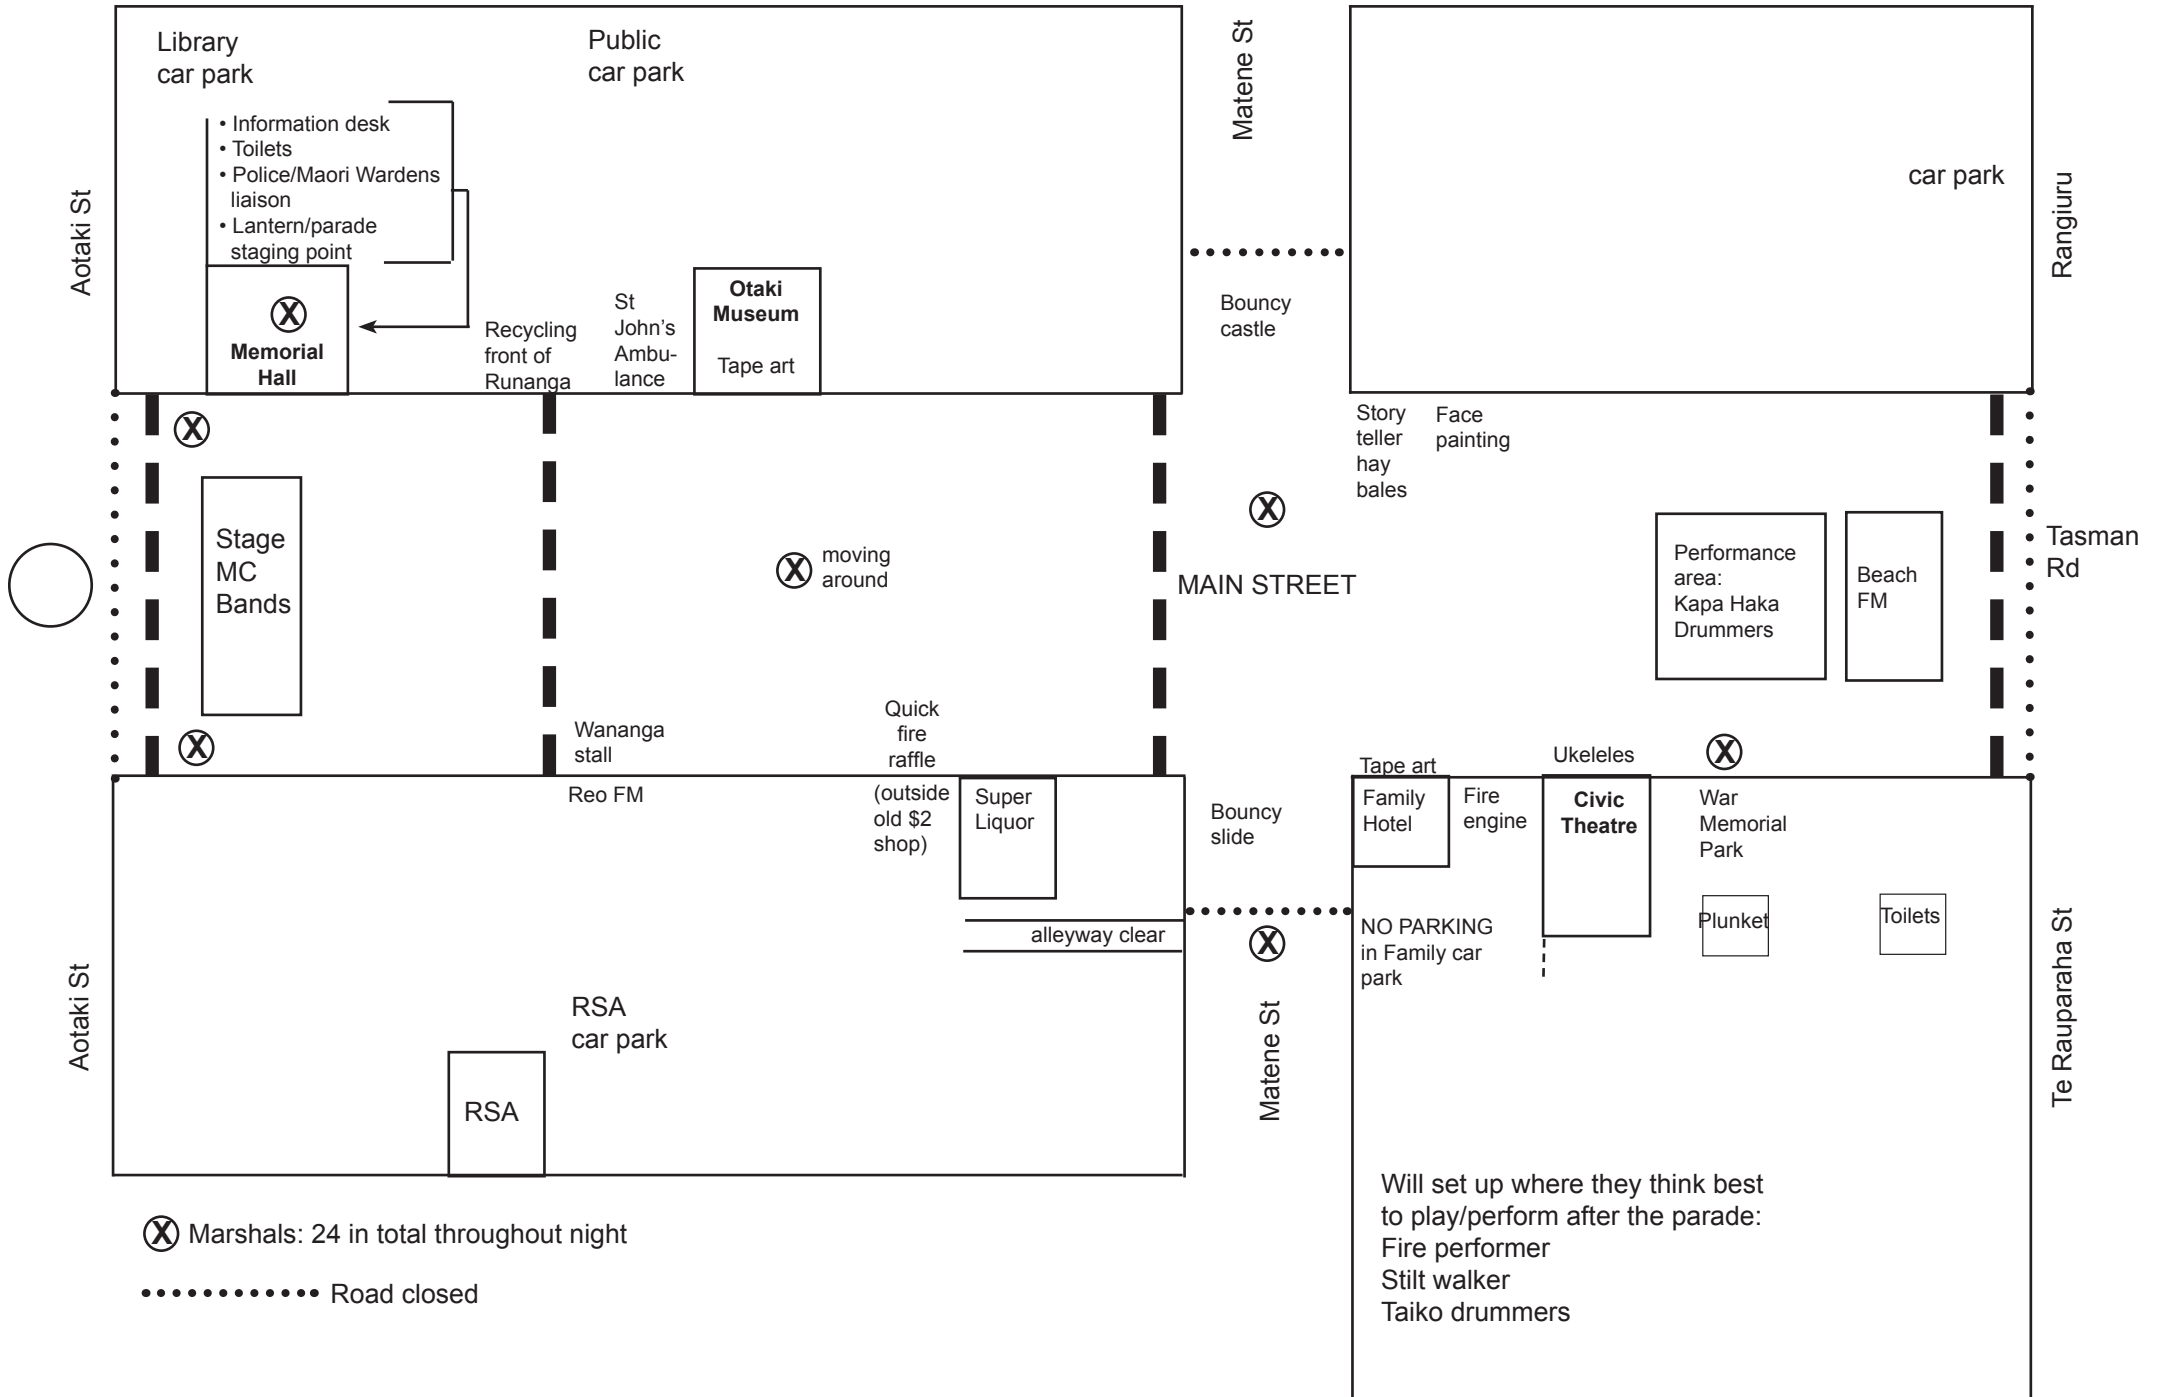 Library
car park
Public
car park
Matene St
car park
• Information desk
• Toilets
• Police/Maori Wardens
liaison
• Lantern/parade
staging point
Aotaki St
Rangiuru
X
Memorial
Hall
Recycling
front of
Runanga
St
John’s
Ambu-
lance
Otaki
Museum
Tape art
Bouncy
castle
X
Story
teller
hay
bales
Face
painting
Stage
MC
Bands
X
moving
around
X
MAIN STREET
Performance
area:
Kapa Haka
Drummers
Beach
FM
Tasman
Rd
X
Wananga
stall
Quick
fire
raffle
(outside
old $2
shop)
Reo FM
Super
Liquor
Bouncy
slide
Tape art
Family
Hotel
Fire
engine
Ukeleles
Civic
Theatre
X
War
Memorial
Park
Plunket
Toilets
alleyway clear
X
NO PARKING
in Family car
park
Aotaki St
RSA
car park
RSA
Matene St
Te Rauparaha St
X Marshals: 24 in total throughout night
Road closed
Will set up where they think best
to play/perform after the parade:
Fire performer
Stilt walker
Taiko drummers